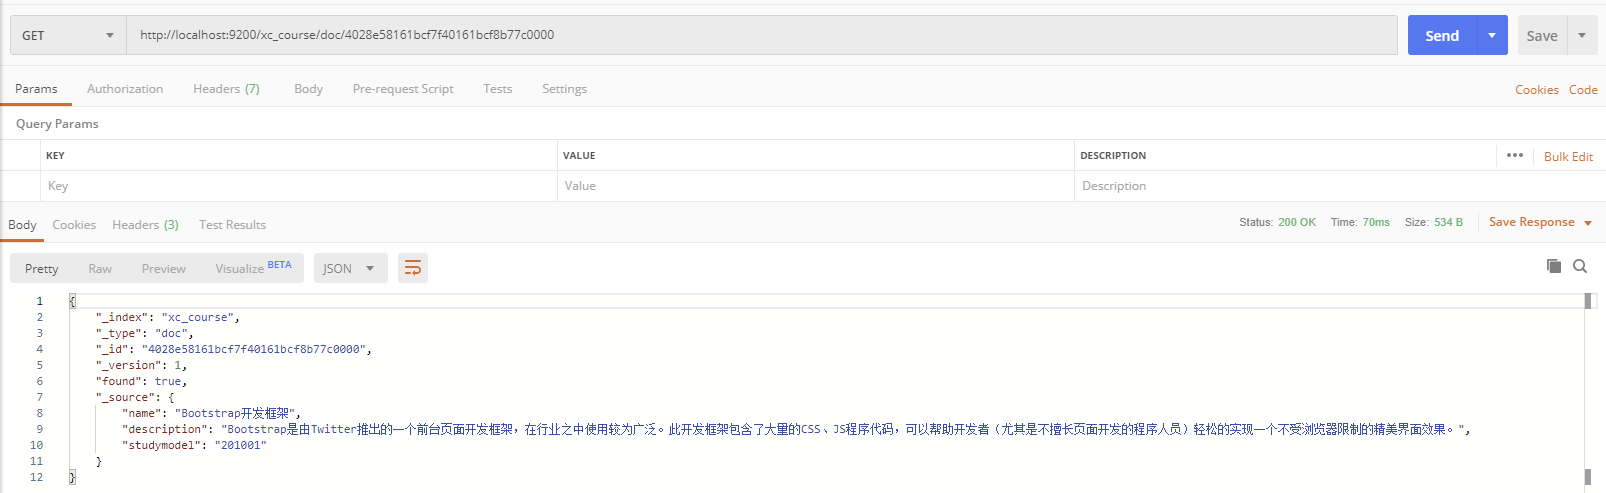 GET http://localhost:9200/xc_course/doc/4028e58161bcf7f40161bcf8b77c0000 Send Save
Params Authorization Headers (7) Body Pre-request Script Tests Settings Cookies Code
Query Params
KEY VALUE DESCRIPTION ••• Bulk Edit
Key Value Description
Body Cookies Headers (3) Test Results Status: 200 OK Time: 70ms Size: 534 B Save Response
Pretty Raw Preview Visualize BETA JSON
1 {
2 "_index": "xc_course",
3 "_type": "doc",
4 "_id": "4028e58161bcf7f40161bcf8b77c0000",
5 "_version": 1,
6 "found": true,
7 "_source": {
8 "name": "Bootstrap开发框架",
9 "description": "Bootstrap是由Twitter推出的一个前台页面开发框架，在行业之中使用较为广泛。此开发框架包含了大量的CSS、JS程序代码，可以帮助开发者（尤其是不擅长页面开发的程序人员）轻松的实现一个不受浏览器限制的精美界面效果。",
10 "studymodel": "201001"
11 }
12 }